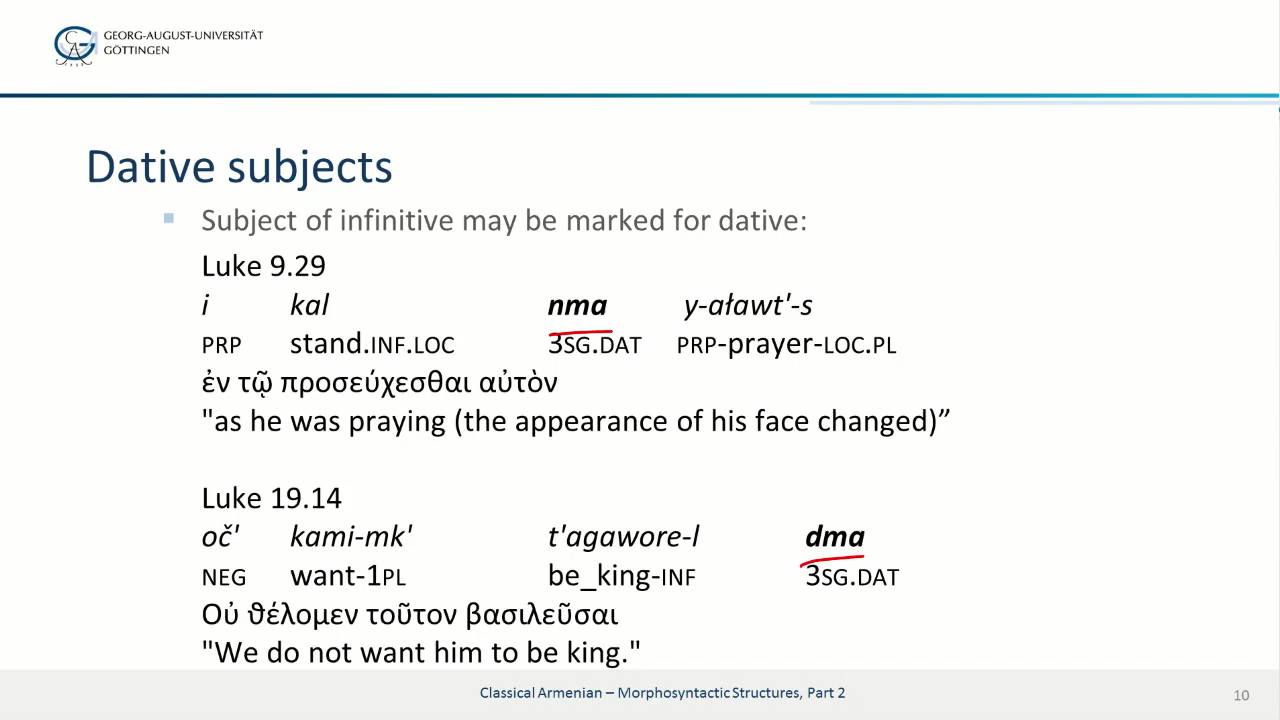 GEORG-AUGUST-UNIVERSITÄT
GÖTTINGEN
Dative subjects
Subject of infinitive may be marked for dative:
Luke 9.29
i kal nma y-aławt'-s
PRP stand.INF.LOC 3SG.DAT PRP-prayer-LOC.PL
ἐν τῷ προσεύχεσθαι αὐτὸν
"as he was praying (the appearance of his face changed)”
Luke 19.14
oč' kami-mk' t'agawore-l dma
NEG want-1PL be_king-INF 3SG.DAT
Οὐ θέλομεν τοῦτον βασιλεῦσαι
"We do not want him to be king."
Classical Armenian – Morphosyntactic Structures, Part 2
10